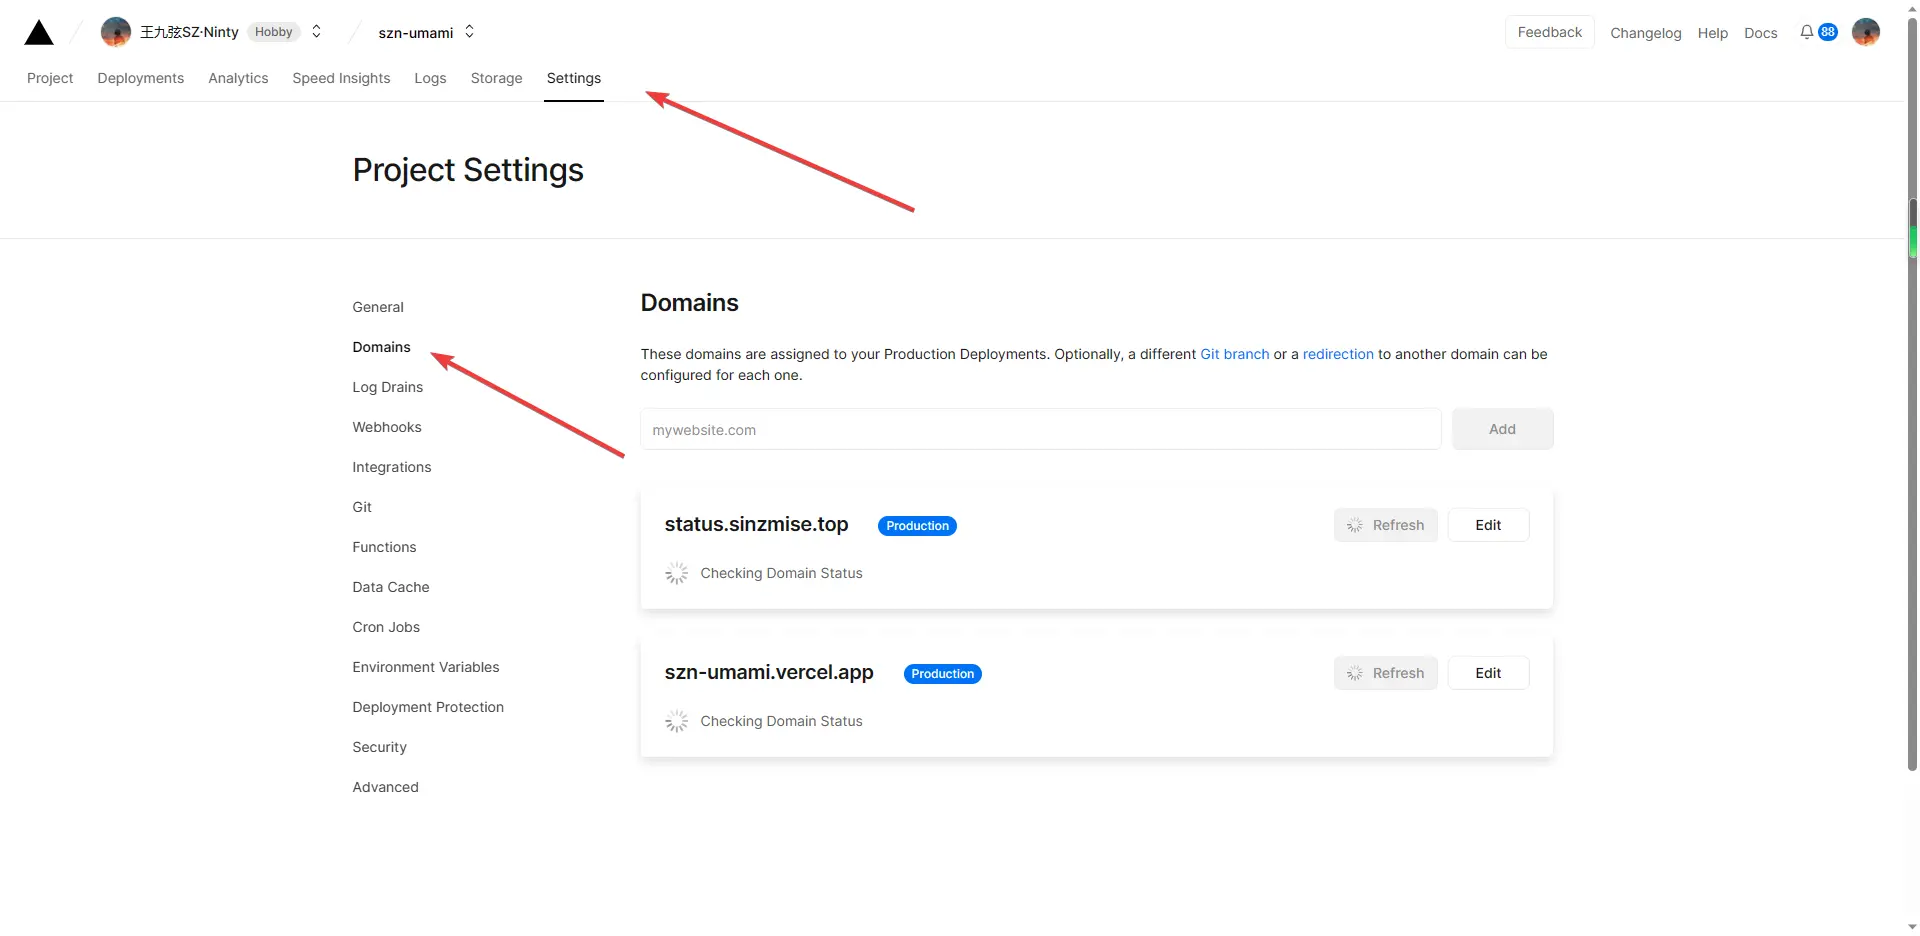 王九弦SZ·Ninty Hobby szn-umami Feedback Changelog Help Docs 88
Project Deployments Analytics Speed Insights Logs Storage Settings
Project Settings
General
Domains
Log Drains
Webhooks
Integrations
Git
Functions
Data Cache
Cron Jobs
Environment Variables
Deployment Protection
Security
Advanced
Domains
These domains are assigned to your Production Deployments. Optionally, a different Git branch or a redirection to another domain can be
configured for each one.
mywebsite.com Add
status.sinzmise.top Production Refresh Edit
Checking Domain Status
szn-umami.vercel.app Production Refresh Edit
Checking Domain Status